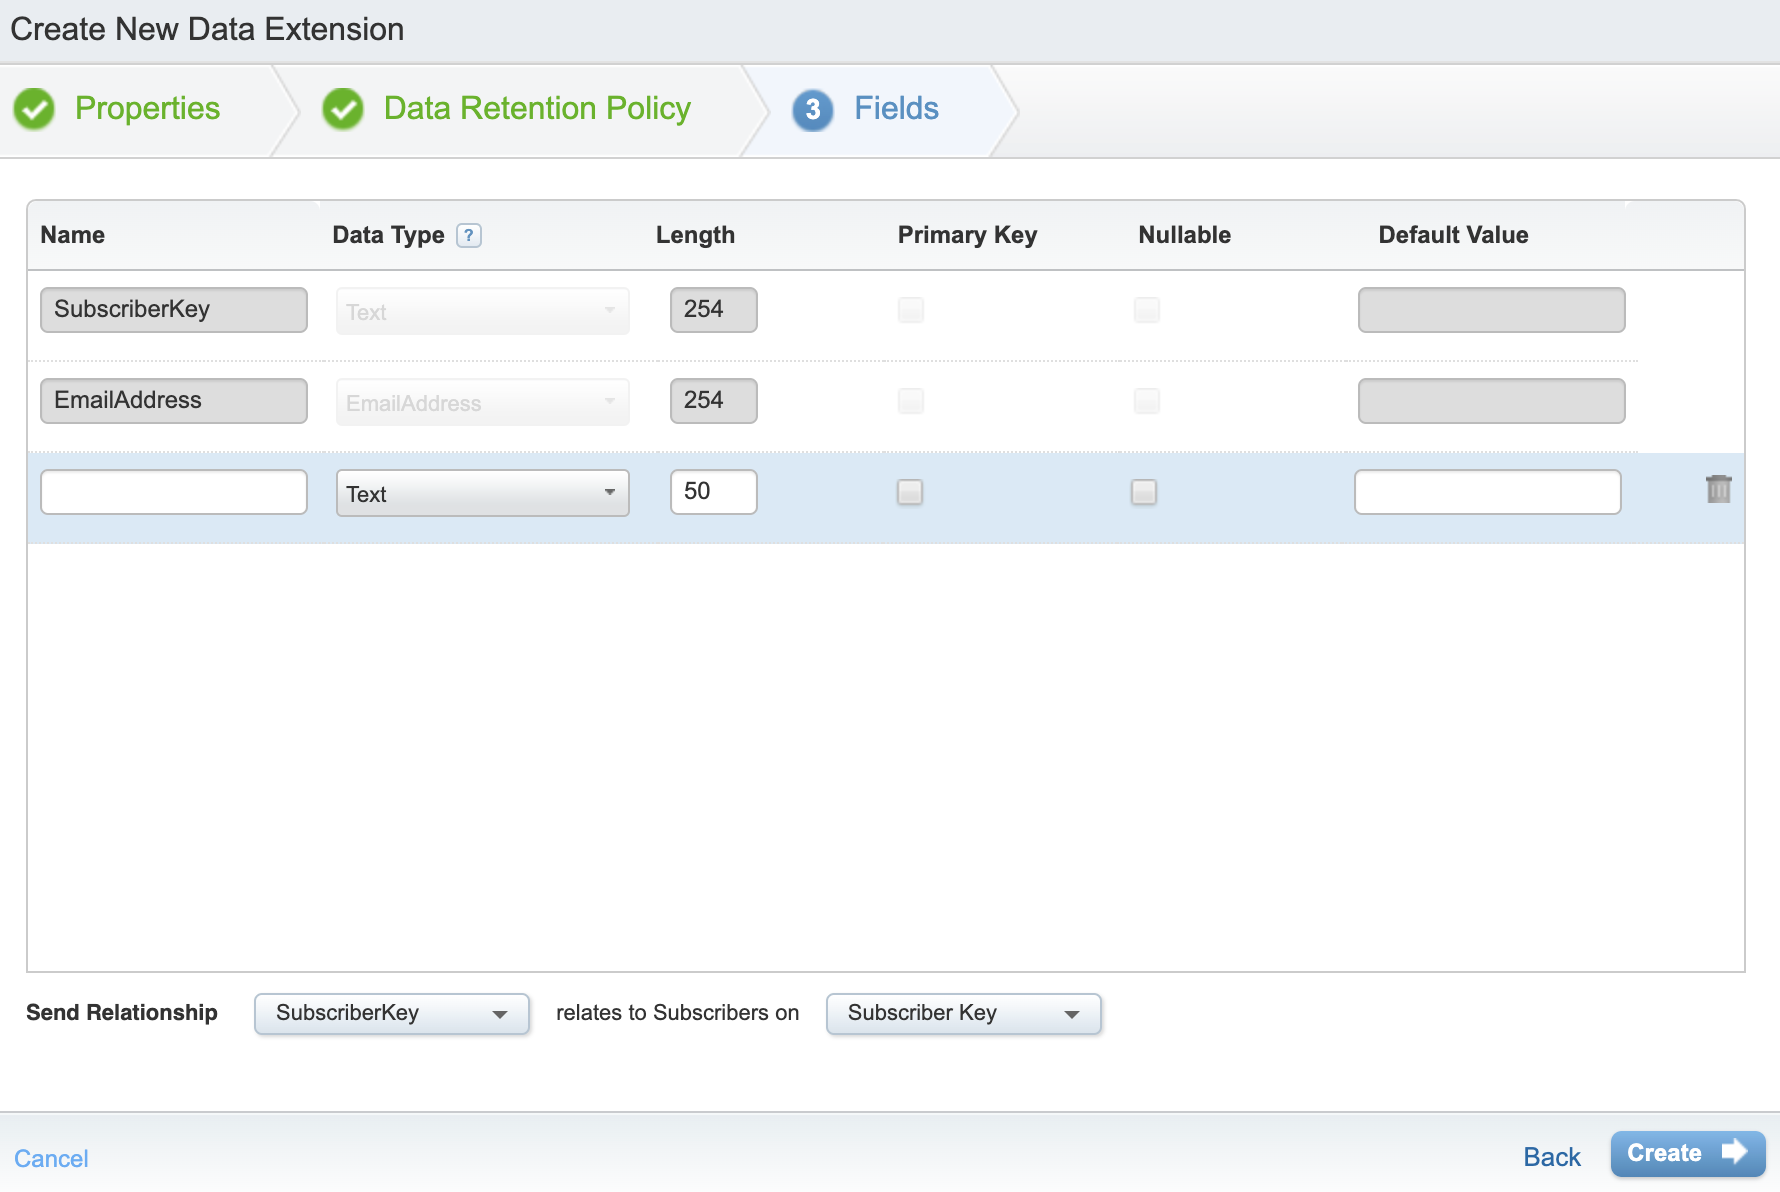 Create New Data Extension
Properties Data Retention Policy 3 Fields
Name Data Type ? Length Primary Key Nullable Default Value
SubscriberKey Text 254
EmailAddress EmailAddress 254
Text 50
Send Relationship SubscriberKey relates to Subscribers on Subscriber Key
Cancel Back Create